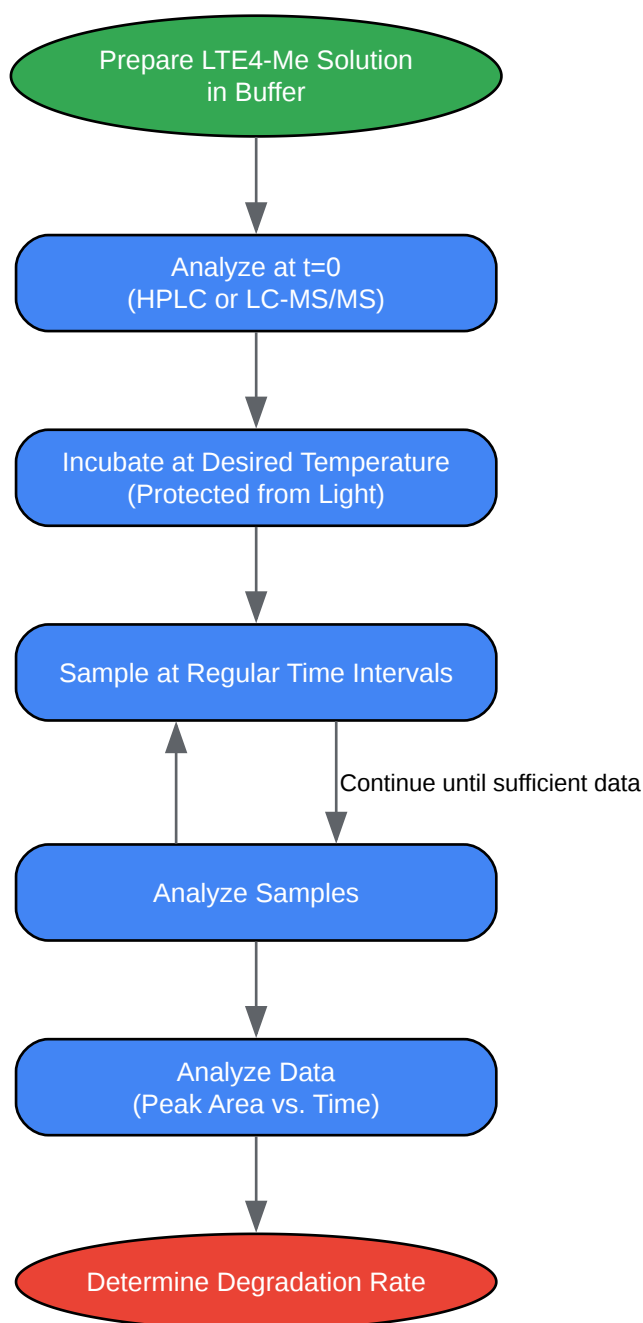 Prepare LTE4-Me Solution
in Buffer
Analyze at t=0
(HPLC or LC-MS/MS)
Incubate at Desired Temperature
(Protected from Light)
Sample at Regular Time Intervals
Continue until sufficient data
Analyze Samples
Analyze Data
(Peak Area vs. Time)
Determine Degradation Rate